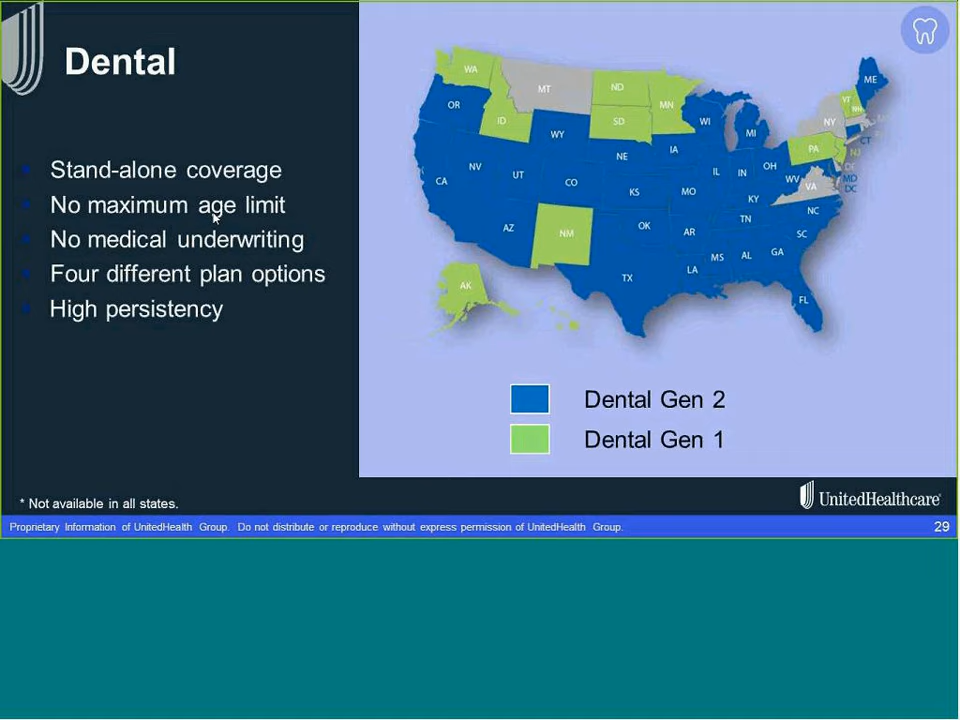 Dental
Stand-alone coverage
No maximum age limit
No medical underwriting
Four different plan options
High persistency
WA
MT
ND
MN
OR
ID
SD
WI
MI
ME
VT
NH
NY
WY
NE
IA
PA
NJ
CT
NV
UT
CO
IL
IN
OH
WV
MD
DC
DE
VA
CA
KS
MO
KY
NC
AZ
NM
OK
AR
TN
SC
MS
AL
GA
TX
LA
FL
AK
Dental Gen 2
Dental Gen 1
* Not available in all states.
UnitedHealthcare
Proprietary Information of UnitedHealth Group. Do not distribute or reproduce without express permission of UnitedHealth Group.
29